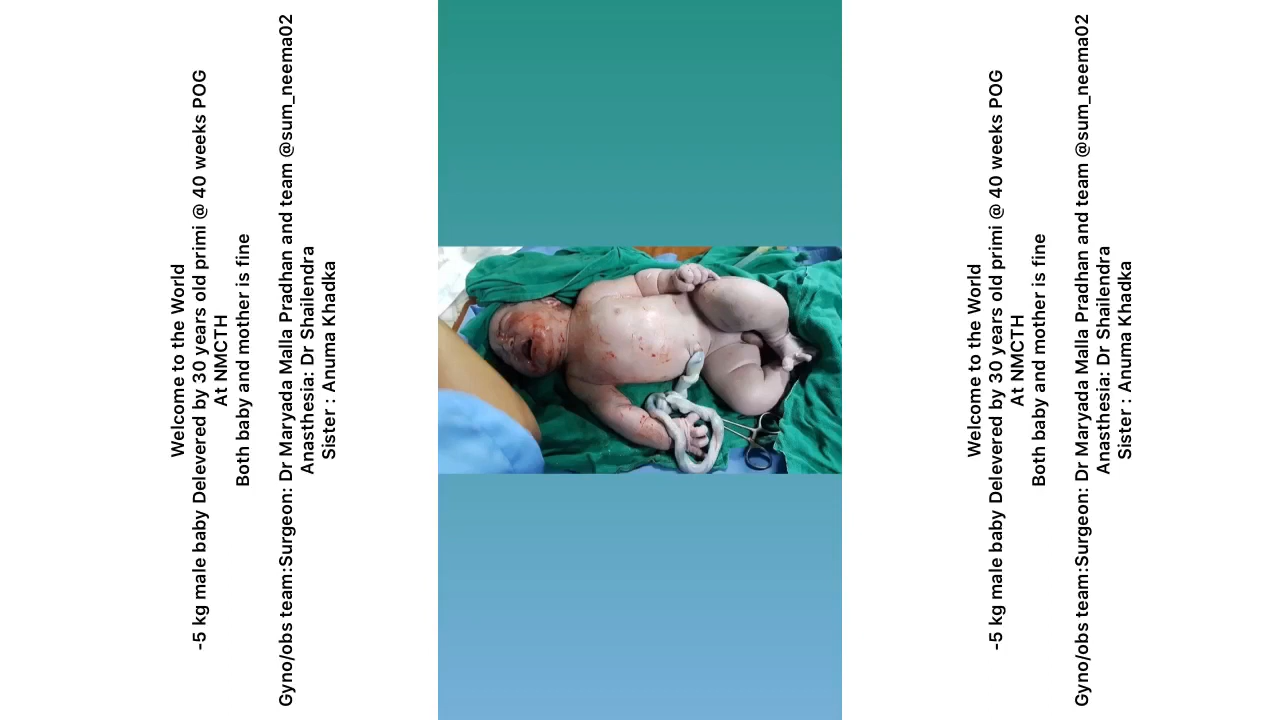 Welcome to the World
-5 kg male baby Delevered by 30 years old primi @ 40 weeks POG
At NMCTH
Both baby and mother is fine
Gyno/obs team:Surgeon: Dr Maryada Malla Pradhan and team @sum_neema02
Anasthesia: Dr Shailendra
Sister : Anuma Khadka
Welcome to the World
-5 kg male baby Delevered by 30 years old primi @ 40 weeks POG
At NMCTH
Both baby and mother is fine
Gyno/obs team:Surgeon: Dr Maryada Malla Pradhan and team @sum_neema02
Anasthesia: Dr Shailendra
Sister : Anuma Khadka